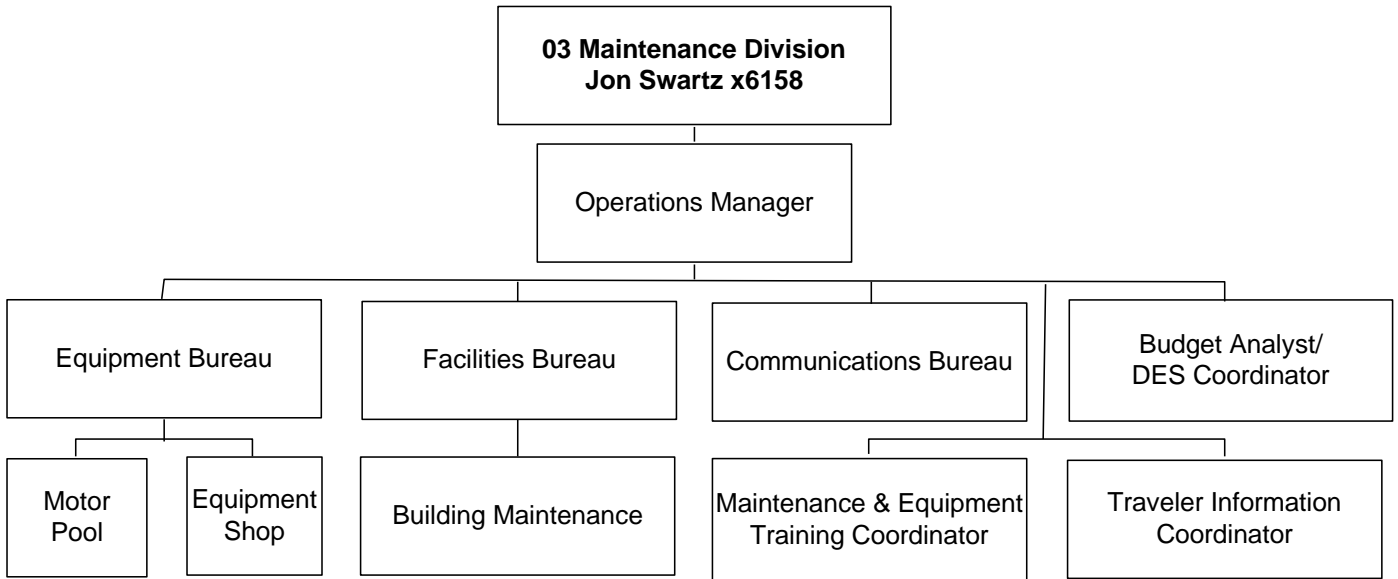 03 Maintenance Division
Jon Swartz x6158
Operations Manager
Equipment Bureau
Facilities Bureau
Communications Bureau
Budget Analyst/
DES Coordinator
Motor
Pool
Equipment
Shop
Building Maintenance
Maintenance & Equipment
Training Coordinator
Traveler Information
Coordinator